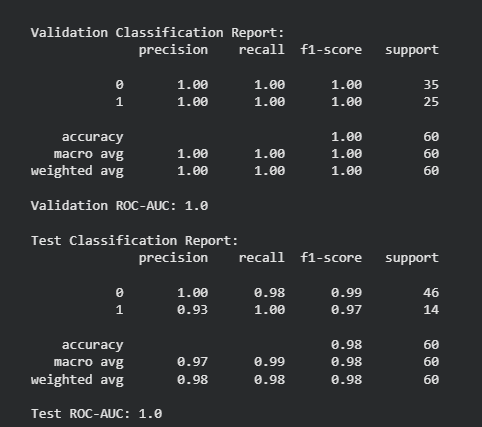 Validation Classification Report:
precision recall f1-score support
0 1.00 1.00 1.00 35
1 1.00 1.00 1.00 25
accuracy 1.00 60
macro avg 1.00 1.00 1.00 60
weighted avg 1.00 1.00 1.00 60
Validation ROC-AUC: 1.0
Test Classification Report:
precision recall f1-score support
0 1.00 0.98 0.99 46
1 0.93 1.00 0.97 14
accuracy 0.98 60
macro avg 0.97 0.99 0.98 60
weighted avg 0.98 0.98 0.98 60
Test ROC-AUC: 1.0